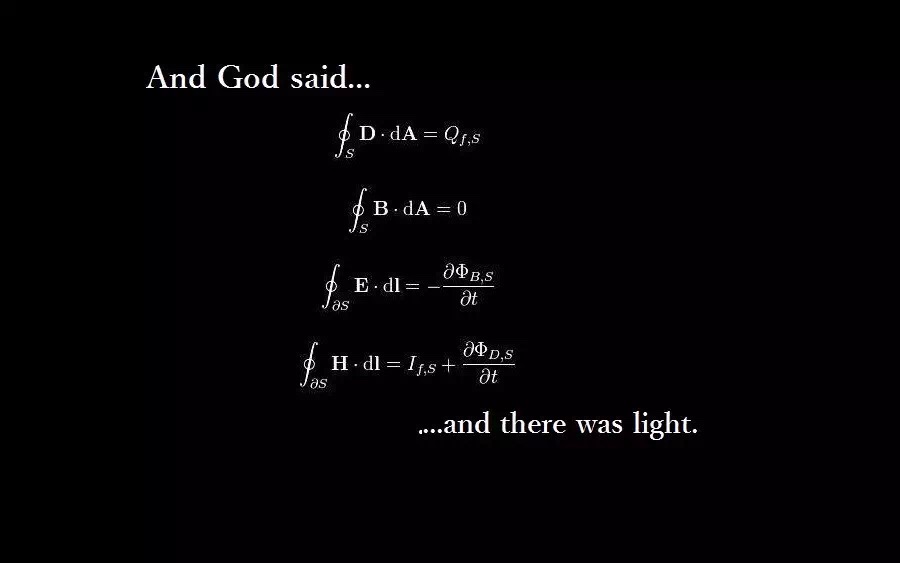 And God said...
∮_S 𝐃 · d𝐀 = Q_{f,S}
∮_S 𝐁 · d𝐀 = 0
∮_{∂S} 𝐄 · d𝐥 = −∂Φ_{B,S}/∂t
∮_{∂S} 𝐇 · d𝐥 = I_{f,S} + ∂Φ_{D,S}/∂t
....and there was light.